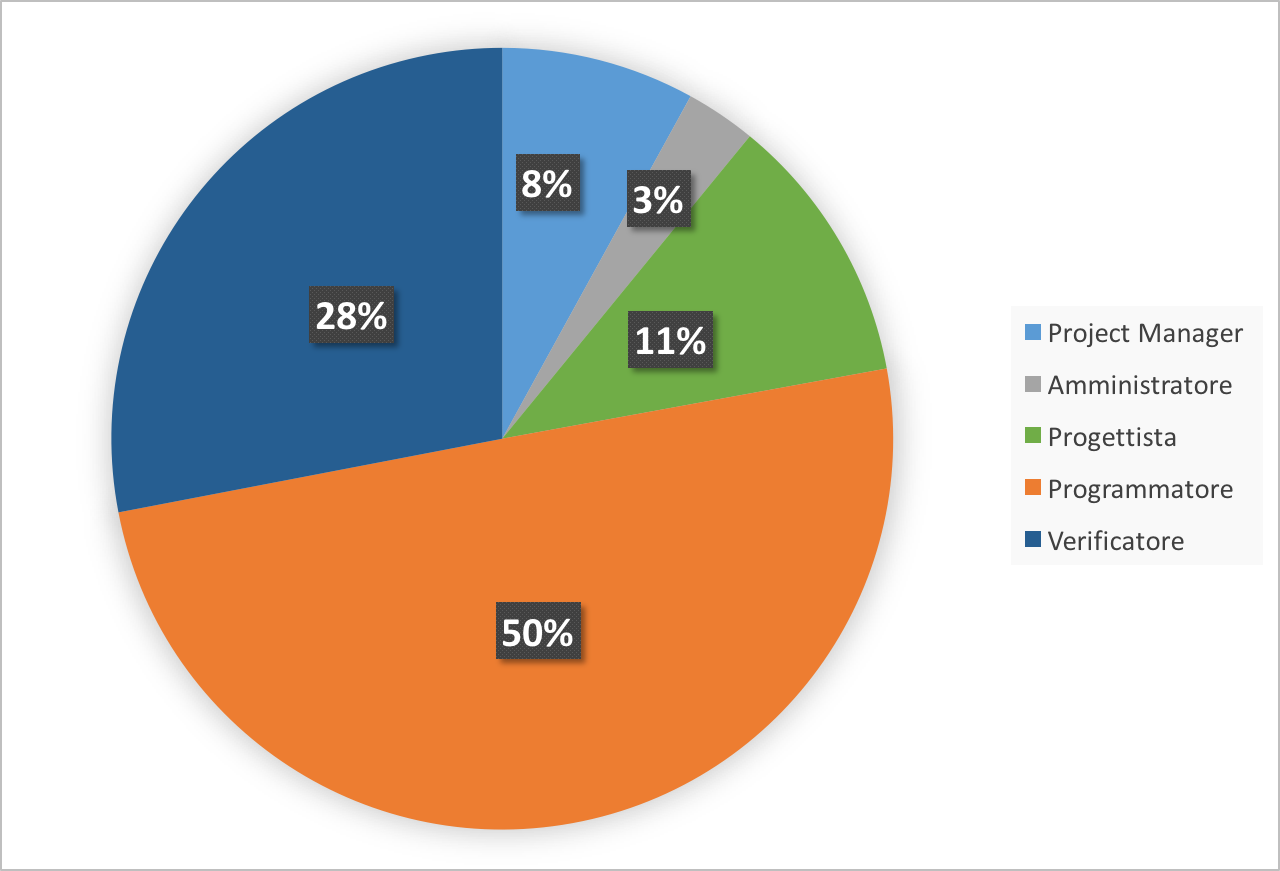 8%
3%
11%
28%
50%
Project Manager
Amministratore
Progettista
Programmatore
Verificatore